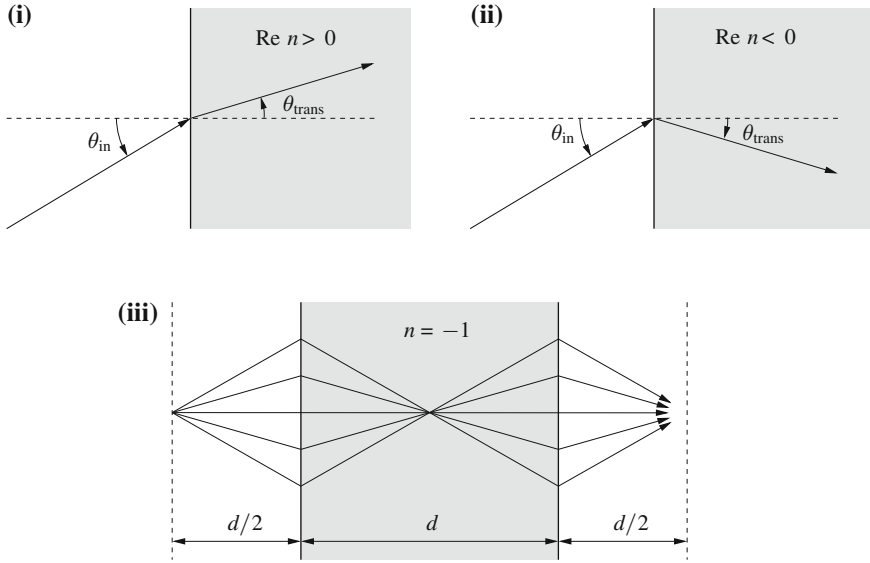 (i)
Re n > 0
θin
θtrans
(ii)
Re n < 0
θin
θtrans
(iii)
n = −1
d/2
d
d/2